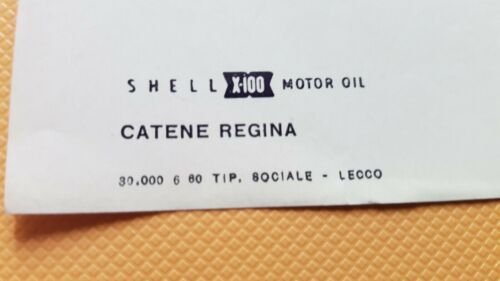 SHELL X-100 MOTOR OIL
CATENE REGINA
30.000 6 60 TIP. SOCIALE - LECCO